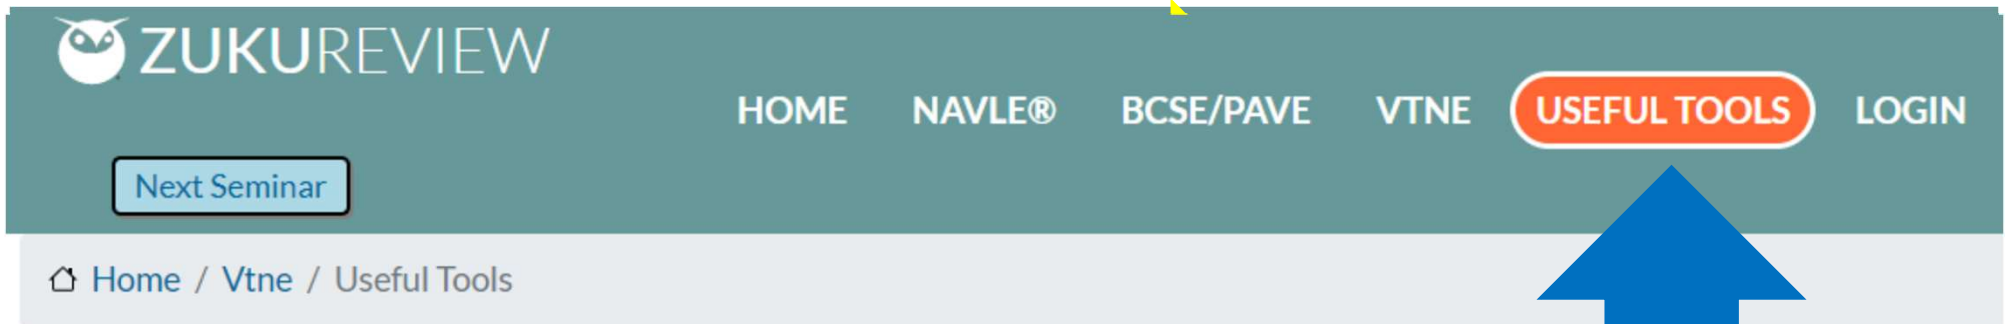 ZUKUREVIEW
HOME NAVLE® BCSE/PAVE VTNE USEFUL TOOLS LOGIN
Next Seminar
Home / Vtne / Useful Tools